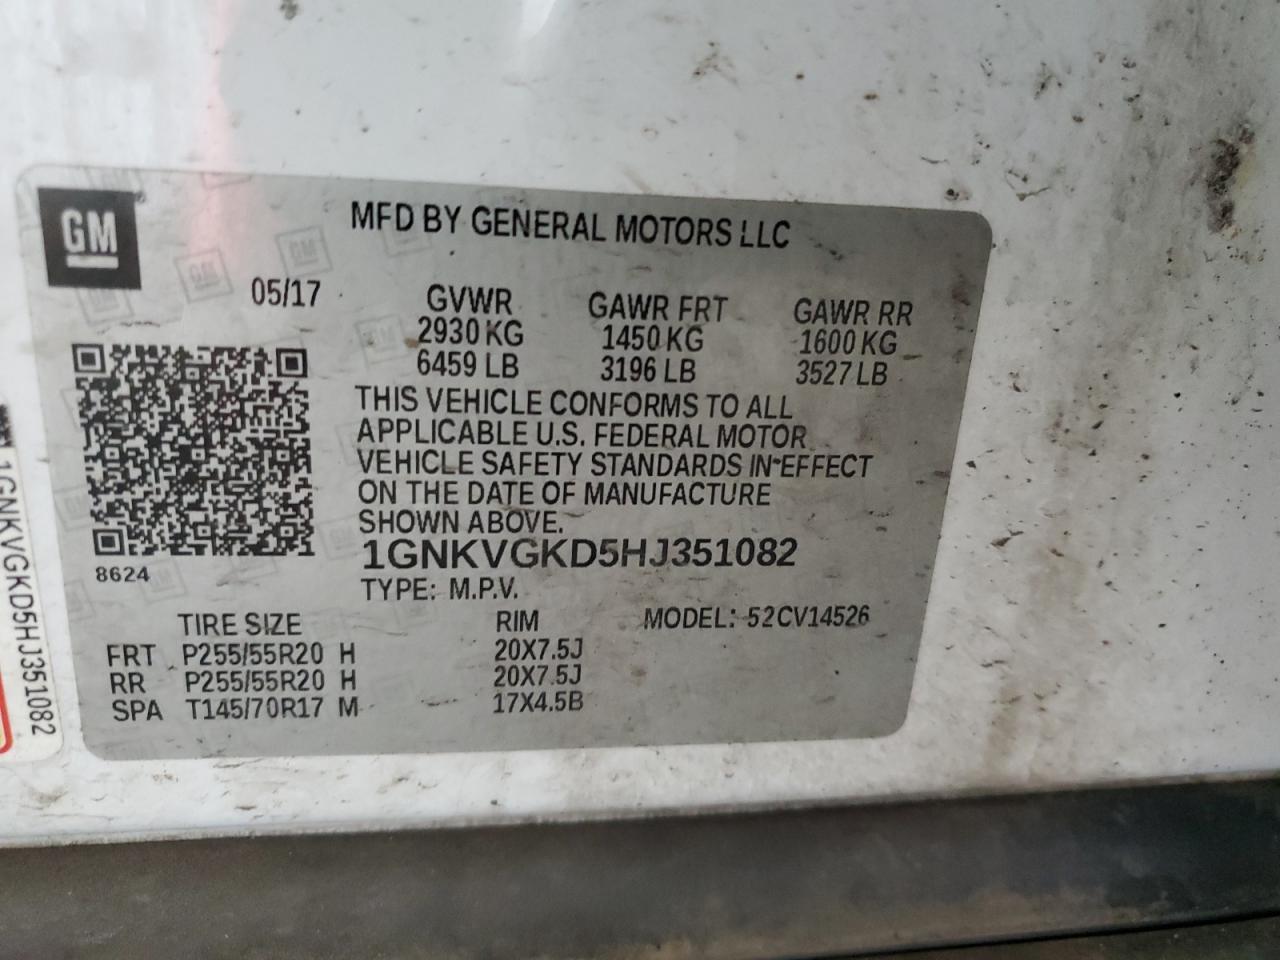 GM
MFD BY GENERAL MOTORS LLC
05/17
GVWR GAWR FRT GAWR RR
2930 KG 1450 KG 1600 KG
6459 LB 3196 LB 3527 LB
THIS VEHICLE CONFORMS TO ALL
APPLICABLE U.S. FEDERAL MOTOR
VEHICLE SAFETY STANDARDS IN EFFECT
ON THE DATE OF MANUFACTURE
SHOWN ABOVE.
1GNKVGKD5HJ351082
8624
TYPE: M.P.V.
TIRE SIZE RIM MODEL: 52CV14526
FRT P255/55R20 H 20X7.5J
RR P255/55R20 H 20X7.5J
SPA T145/70R17 M 17X4.5B
1GNKVGKD5HJ351082